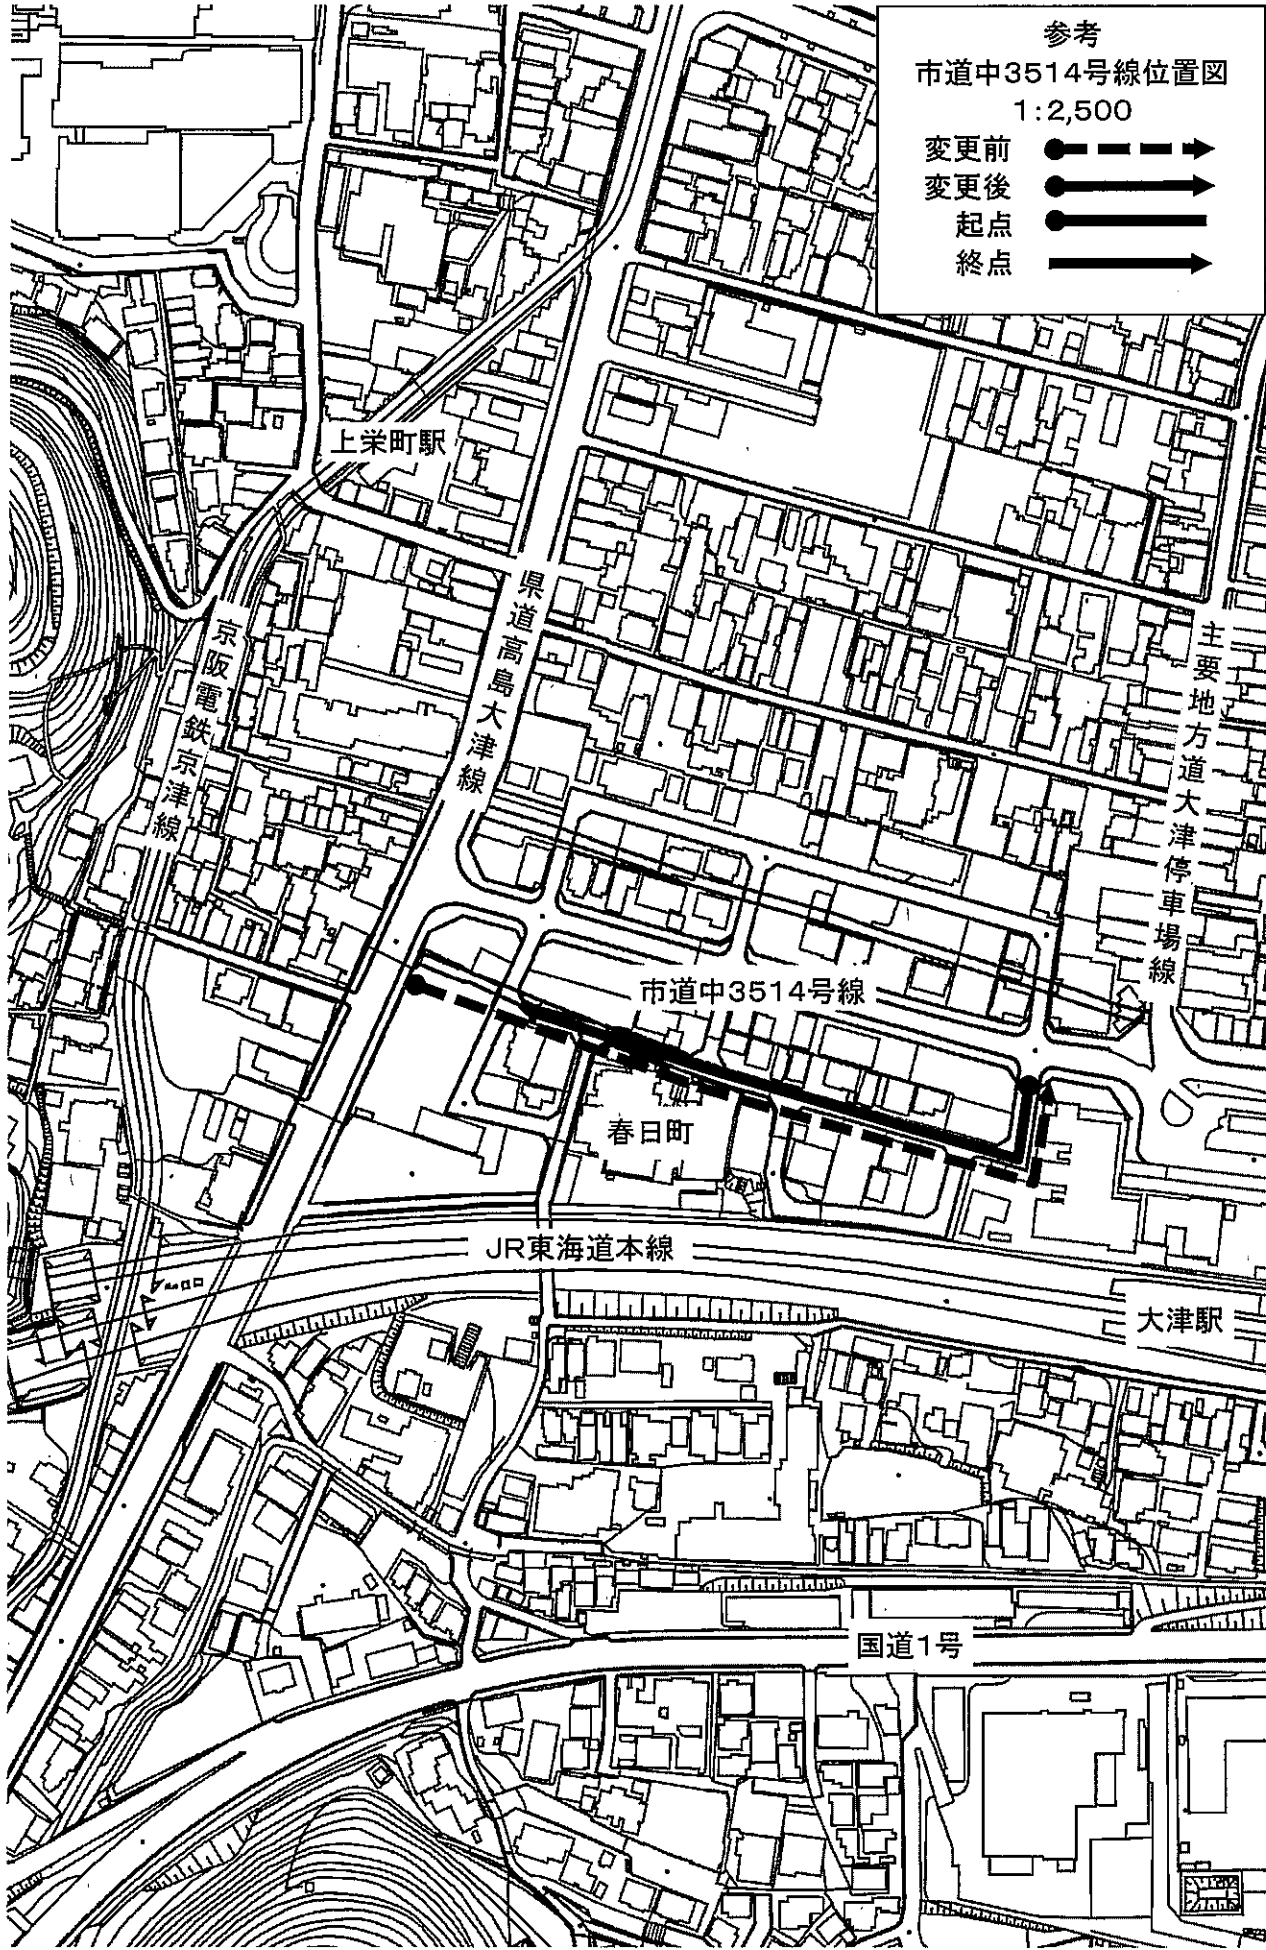 参考
市道中3514号線位置図
1:2,500
変更前
変更後
起点
終点
上栄町駅
県道高島大津線
京阪電鉄京津線
主要地方道大津停車場線
市道中3514号線
春日町
JR東海道本線
大津駅
国道1号